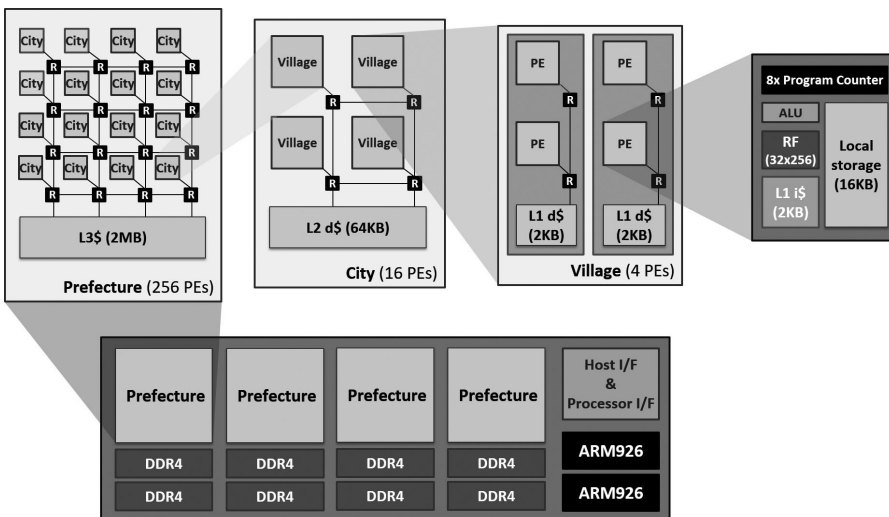 City City City City
R R R R
City City City City
R R R R
City City City City
R R R R
City City City City
R R R R
L3$ (2MB)
Prefecture (256 PEs)
Village Village
R R
Village Village
R R
L2 d$ (64KB)
City (16 PEs)
PE PE
R R
PE PE
R R
L1 d$ L1 d$
(2KB) (2KB)
Village (4 PEs)
8x Program Counter
ALU
RF
(32x256)
L1 i$
(2KB)
Local
storage
(16KB)
Prefecture Prefecture Prefecture Prefecture
Host I/F
&
Processor I/F
DDR4 DDR4 DDR4 DDR4
ARM926
DDR4 DDR4 DDR4 DDR4
ARM926